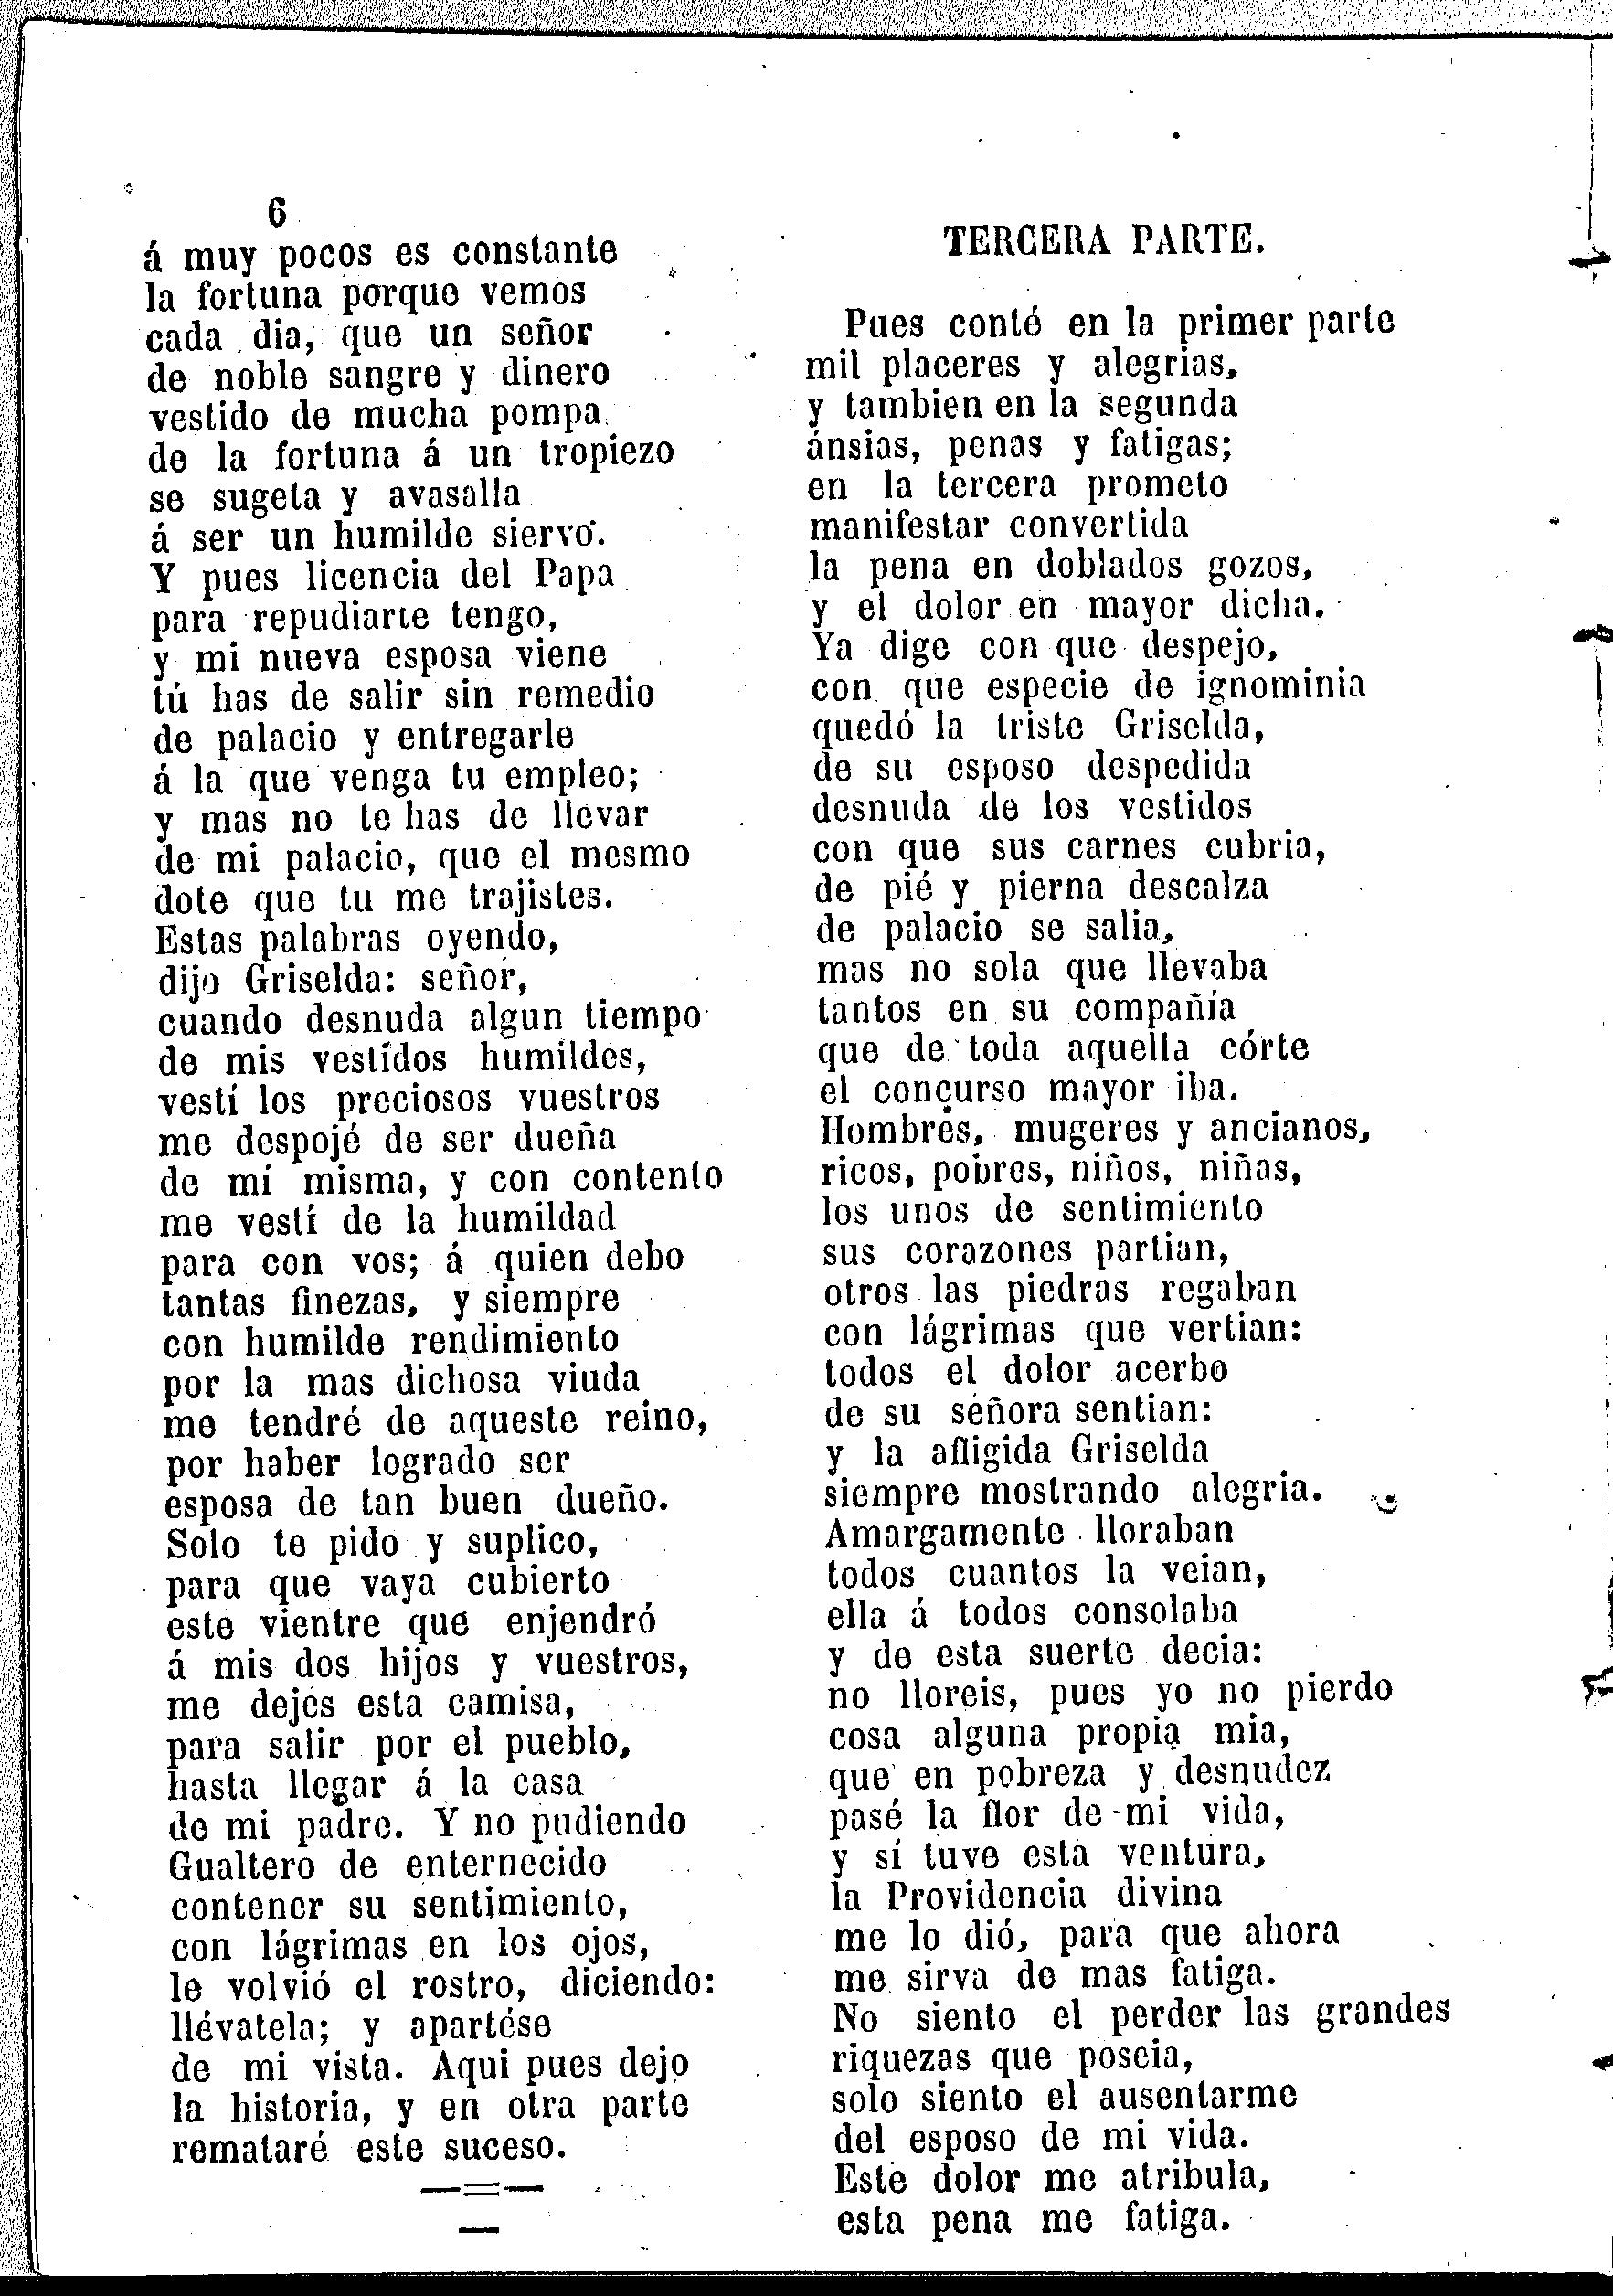 6
á muy pocos es constante
la fortuna porque vemos
cada dia, que un señor
de noble sangre y dinero
vestido de mucha pompa
de la fortuna á un tropiezo
se sugeta y avasalla
á ser un humilde siervo.
Y pues licencia del Papa
para repudiarte tengo,
y mi nueva esposa viene
tú has de salir sin remedio
de palacio y entregarle
á la que venga tu empleo;
y mas no te has de llevar
de mi palacio, que el mesmo
dote que tu me trajistes.
Estas palabras oyendo,
dijo Griselda: señor,
cuando desnuda algun tiempo
de mis vestídos humildes,
vestí los preciosos vuestros
me despojé de ser dueña
de mí misma, y con contento
me vestí de la humildad
para con vos; á quien debo
tantas finezas, y siempre
con humilde rendimiento
por la mas dichosa viuda
me tendré de aqueste reino,
por haber logrado ser
esposa de tan buen dueño.
Solo te pido y suplico,
para que vaya cubierto
este vientre que enjendró
á mis dos hijos y vuestros,
me dejes esta camisa,
para salir por el pueblo,
hasta llegar á la casa
de mi padre. Y no pudiendo
Gualtero de enternecido
contener su sentimiento,
con lágrimas en los ojos,
le volvió el rostro, diciendo:
llévatela; y apartése
de mi vista. Aqui pues dejo
la historia, y en otra parte
remataré este suceso.
TERCERA PARTE.
Pues conté en la primer parte
mil placeres y alegrias,
y tambien en la segunda
ánsias, penas y fatigas;
en la tercera prometo
manifestar convertida
la pena en doblados gozos,
y el dolor en mayor dicha.
Ya dige con que despejo,
con que especie de ignominia
quedó la triste Griselda,
de su esposo despedida
desnuda de los vestidos
con que sus carnes cubria,
de pié y pierna descalza
de palacio se salia,
mas no sola que llevaba
tantos en su compañía
que de toda aquella córte
el concurso mayor iba.
Hombres, mugeres y ancianos,
ricos, pobres, niños, niñas,
los unos de sentimiento
sus corazones partian,
otros las piedras regaban
con lágrimas que vertian:
todos el dolor acerbo
de su señora sentian:
y la afligida Griselda
siempre mostrando alegria.
Amargamente lloraban
todos cuantos la veian,
ella á todos consolaba
y de esta suerte decia:
no lloreis, pues yo no pierdo
cosa alguna propia mia,
que en pobreza y desnudez
pasé la flor de mi vida,
y sí tuve esta ventura,
la Providencia divina
me lo dió, para que ahora
me sirva de mas fatiga.
No siento el perder las grandes
riquezas que poseia,
solo siento el ausentarme
del esposo de mi vida.
Este dolor me atribula,
esta pena me fatiga.